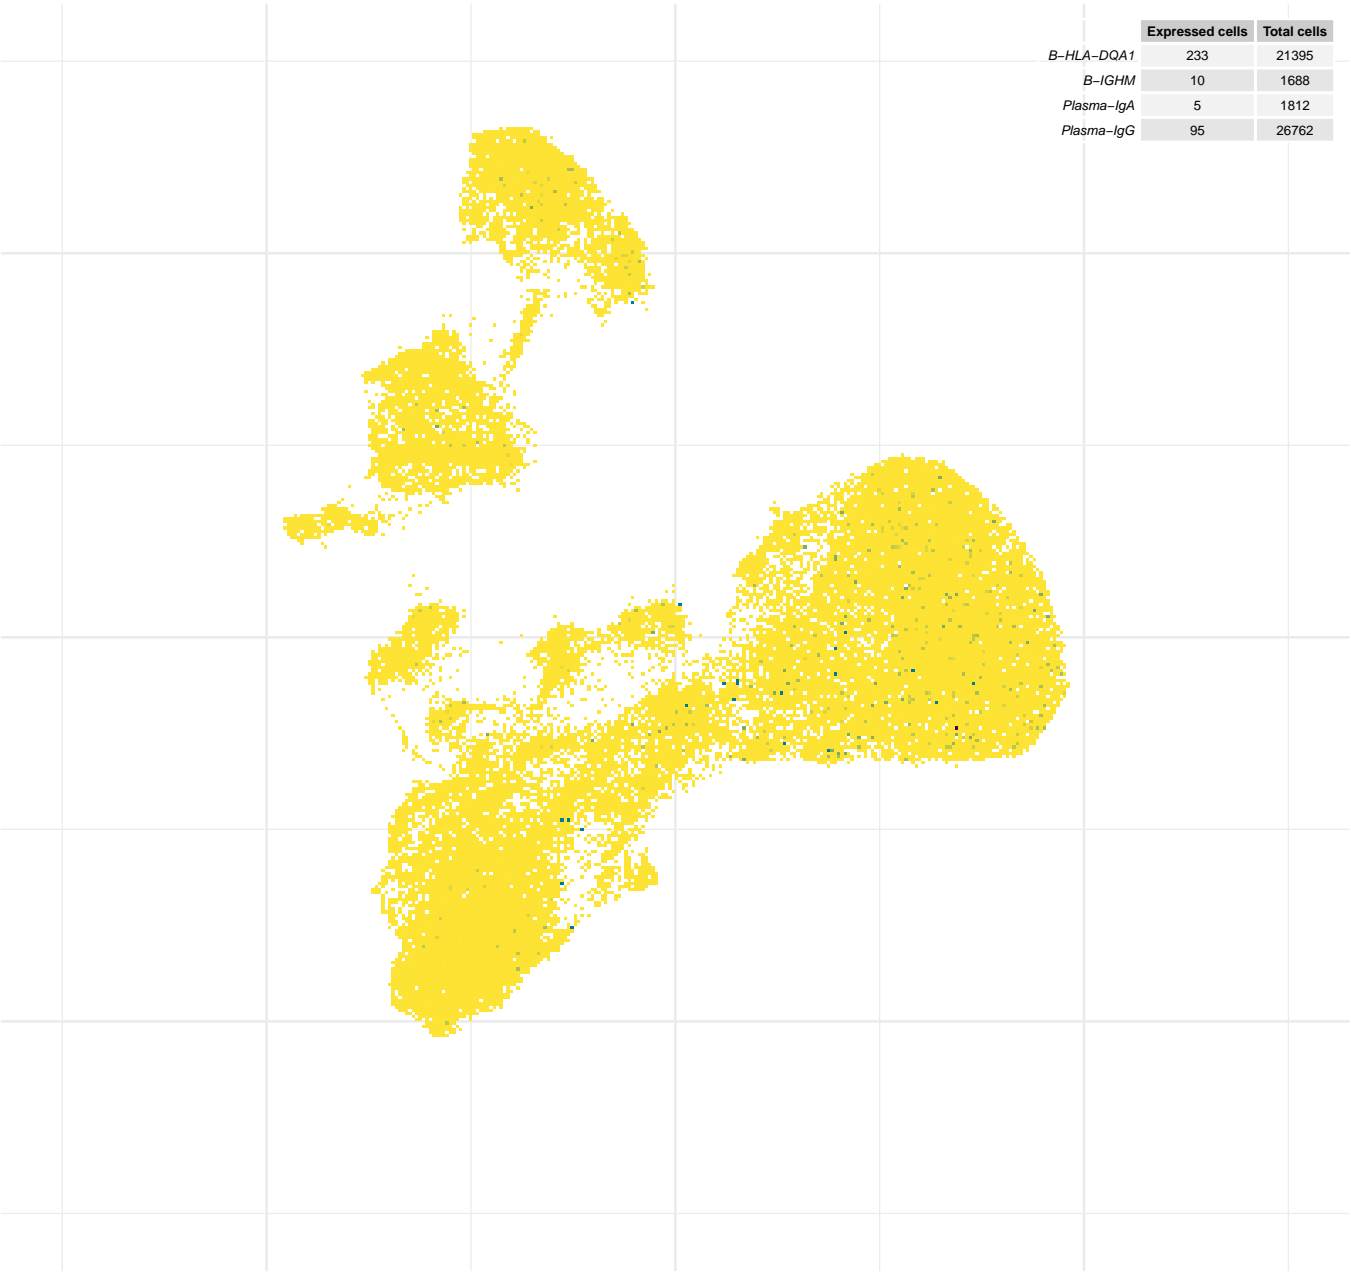 Expressed cells Total cells
B−HLA−DQA1 233 21395
B−IGHM 10 1688
Plasma−IgA 5 1812
Plasma−IgG 95 26762